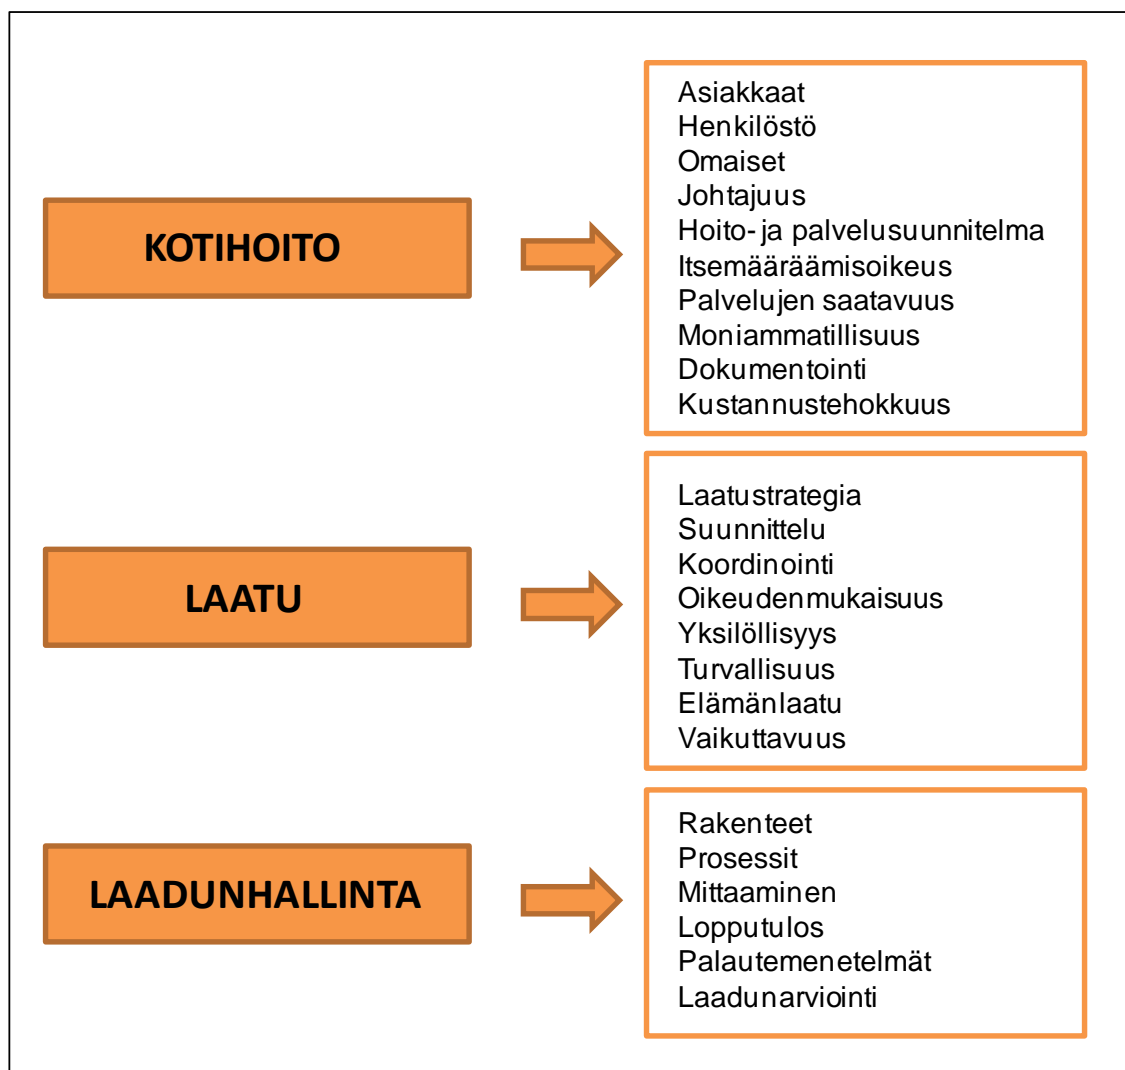 KOTIHOITO
Asiakkaat
Henkilöstö
Omaiset
Johtajuus
Hoito- ja palvelusuunnitelma
Itsemääräämisoikeus
Palvelujen saatavuus
Moniammatillisuus
Dokumentointi
Kustannustehokkuus
LAATU
Laatustrategia
Suunnittelu
Koordinointi
Oikeudenmukaisuus
Yksilöllisyys
Turvallisuus
Elämänlaatu
Vaikuttavuus
LAADUNHALLINTA
Rakenteet
Prosessit
Mittaaminen
Lopputulos
Palautemenetelmät
Laadunarviointi